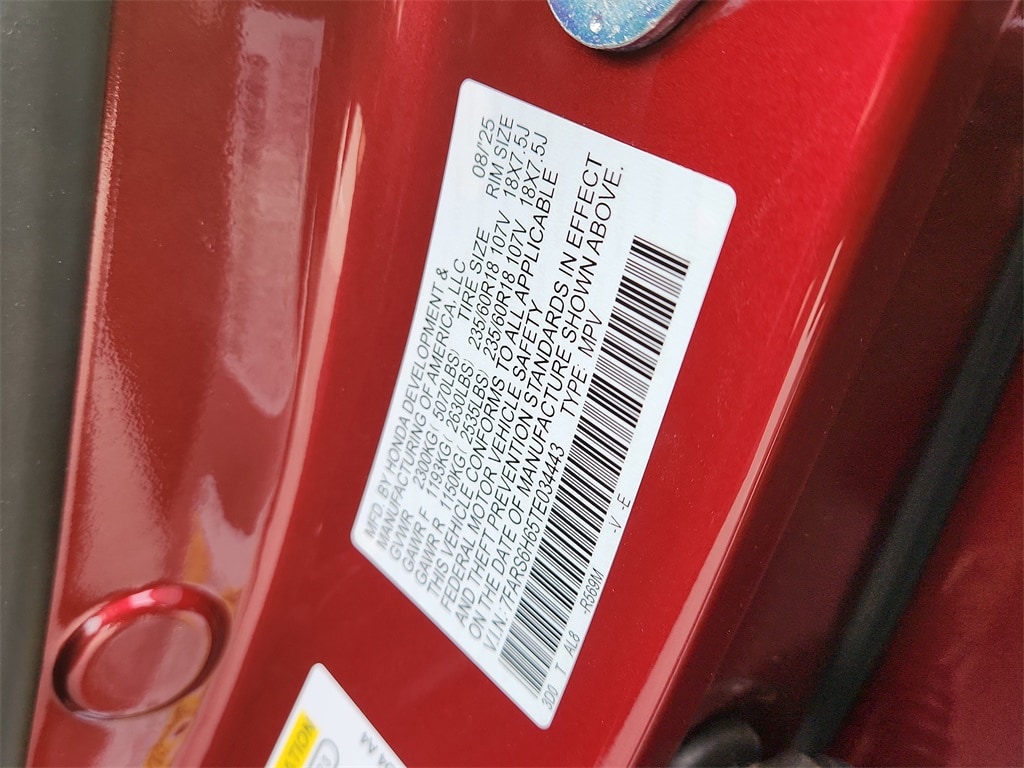 MFD. BY HONDA DEVELOPMENT & 08/'25
MANUFACTURING OF AMERICA, LLC
GVWR 2300KG( 5070LBS) TIRE SIZE RIM SIZE
GAWR F 1193KG( 2630LBS) 235/60R18 107V 18X7.5J
GAWR R 1150KG( 2535LBS) 235/60R18 107V 18X7.5J
THIS VEHICLE CONFORMS TO ALL APPLICABLE
FEDERAL MOTOR VEHICLE SAFETY
AND THEFT PREVENTION STANDARDS IN EFFECT
ON THE DATE OF MANUFACTURE SHOWN ABOVE.
V.I.N.: 7FARS6H65TE034443 TYPE: MPV
3D0 T AL8 -R569M -V -E